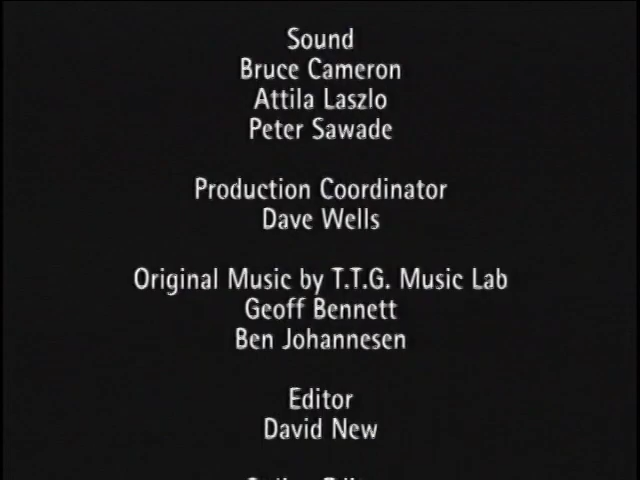 Sound
Bruce Cameron
Attila Laszlo
Peter Sawade
Production Coordinator
Dave Wells
Original Music by T.T.G. Music Lab
Geoff Bennett
Ben Johannesen
Editor
David New